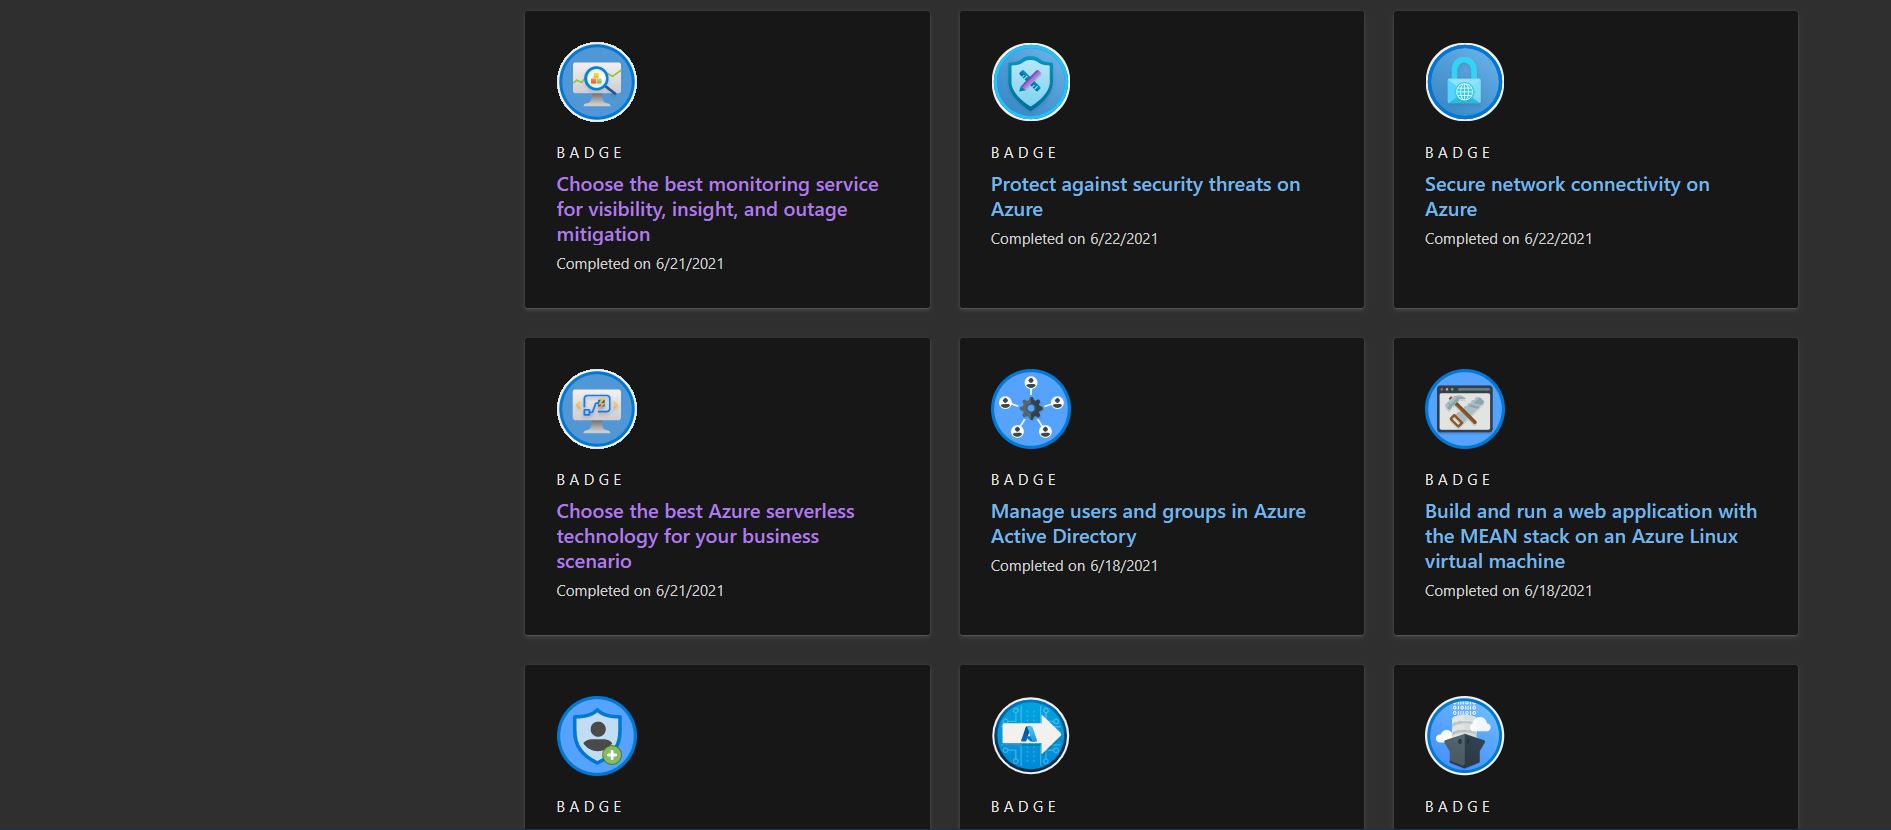 BADGE
Choose the best monitoring service
for visibility, insight, and outage
mitigation
Completed on 6/21/2021
BADGE
Protect against security threats on
Azure
Completed on 6/22/2021
BADGE
Secure network connectivity on
Azure
Completed on 6/22/2021
BADGE
Choose the best Azure serverless
technology for your business
scenario
Completed on 6/21/2021
BADGE
Manage users and groups in Azure
Active Directory
Completed on 6/18/2021
BADGE
Build and run a web application with
the MEAN stack on an Azure Linux
virtual machine
Completed on 6/18/2021
BADGE
BADGE
BADGE